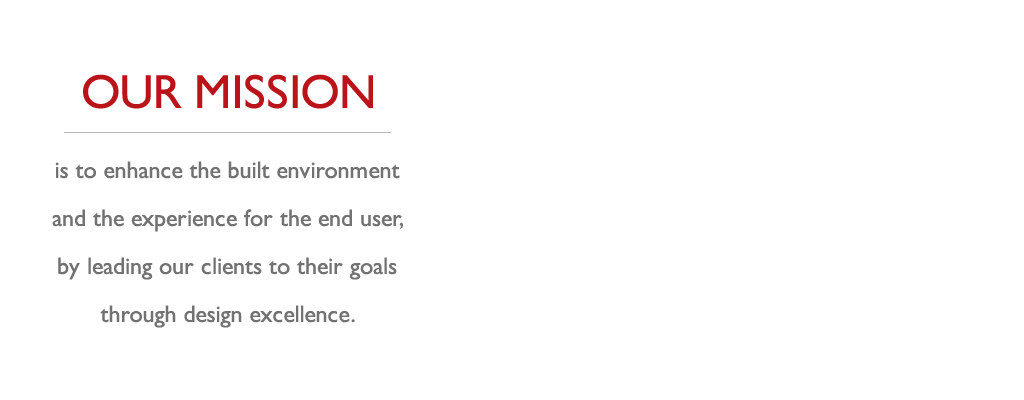 OUR MISSION
is to enhance the built environment
and the experience for the end user,
by leading our clients to their goals
through design excellence.